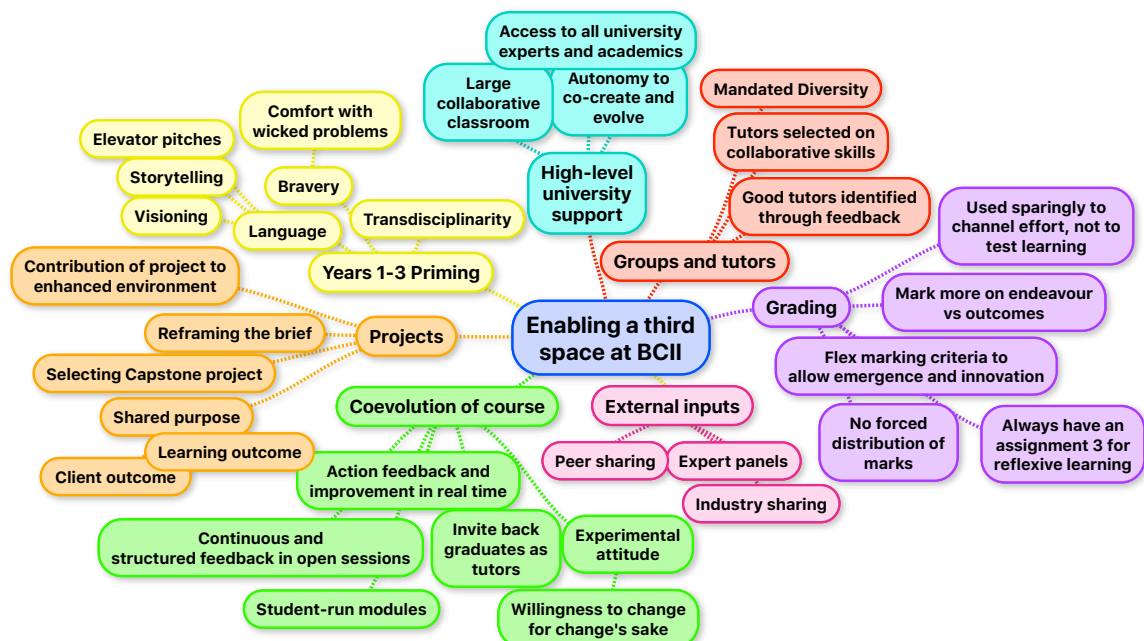 Access to all university
experts and academics
Large
collaborative
classroom
Autonomy to
co-create and
evolve
High-level
university
support
Mandated Diversity
Tutors selected on
collaborative skills
Good tutors identified
through feedback
Groups and tutors
Comfort with
wicked problems
Elevator pitches
Storytelling
Visioning
Bravery
Language
Transdisciplinarity
Years 1-3 Priming
Used sparingly to
channel effort, not to
test learning
Grading
Mark more on endeavour
vs outcomes
Flex marking criteria to
allow emergence and innovation
No forced
distribution of
marks
Always have an
assignment 3 for
reflexive learning
Enabling a third
space at BCII
Contribution of project to
enhanced environment
Reframing the brief
Projects
Selecting Capstone project
Shared purpose
Learning outcome
Client outcome
Coevolution of course
Action feedback and
improvement in real time
Continuous and
structured feedback in open sessions
Student-run modules
Invite back
graduates as
tutors
Experimental
attitude
Willingness to change
for change's sake
External inputs
Peer sharing
Expert panels
Industry sharing